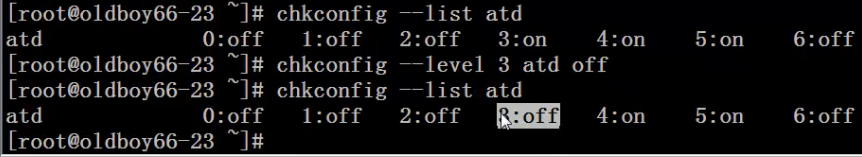 [root@oldboy66-23 ~]# chkconfig --list atd
atd 0:off 1:off 2:off 3:on 4:on 5:on 6:off
[root@oldboy66-23 ~]# chkconfig --level 3 atd off
[root@oldboy66-23 ~]# chkconfig --list atd
atd 0:off 1:off 2:off 3:off 4:on 5:on 6:off
[root@oldboy66-23 ~]#